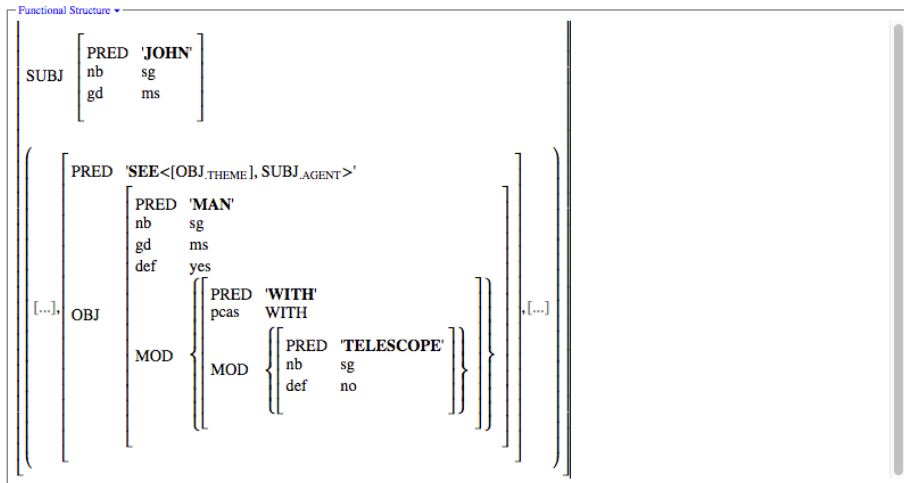 Functional Structure
PRED 'JOHN'
SUBJ nb sg
gd ms
PRED 'SEE<[OBJ.THEME], SUBJ.AGENT>'
PRED 'MAN'
nb sg
gd ms
def yes
PRED 'WITH'
[...], OBJ pcas WITH , [...]
PRED 'TELESCOPE'
MOD MOD nb sg
def no